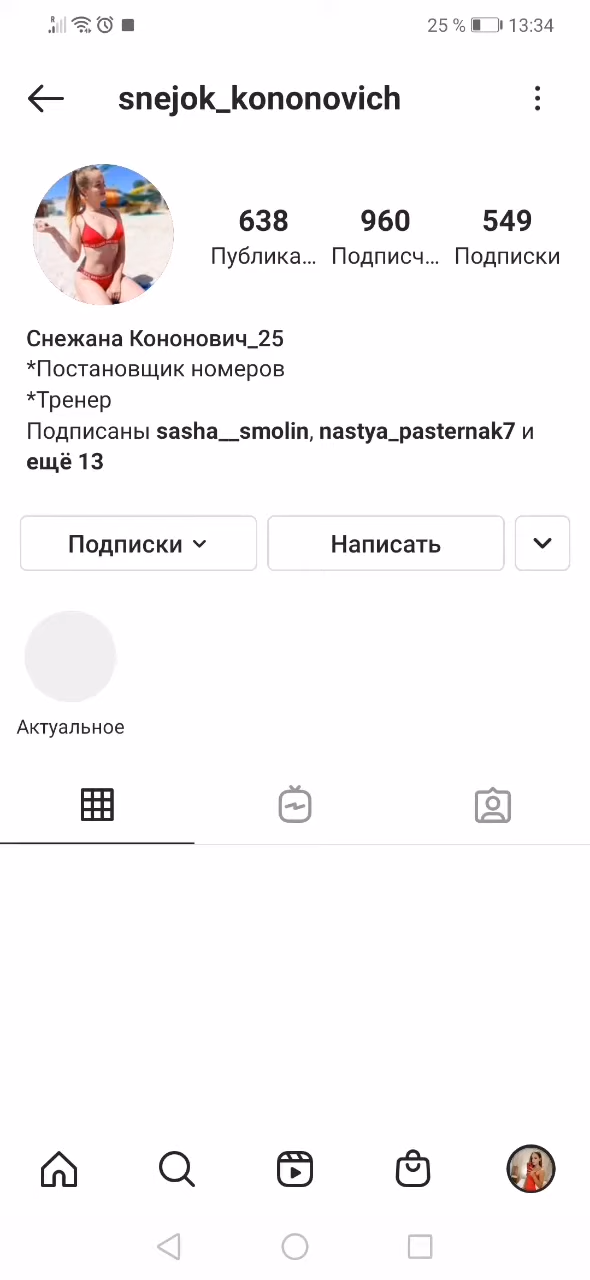 R 25 % 13:34
snejok_kononovich
638 960 549
Публика... Подписч... Подписки
Снежана Кононович_25
*Постановщик номеров
*Тренер
Подписаны sasha__smolin, nastya_pasternak7 и
ещё 13
Подписки Написать
Актуальное